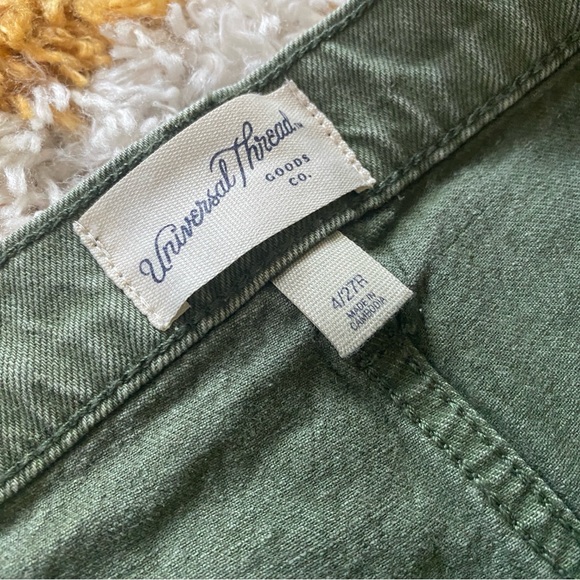 Universal Thread
GOODS
CO.
4/27R
MADE IN
CAMBODIA